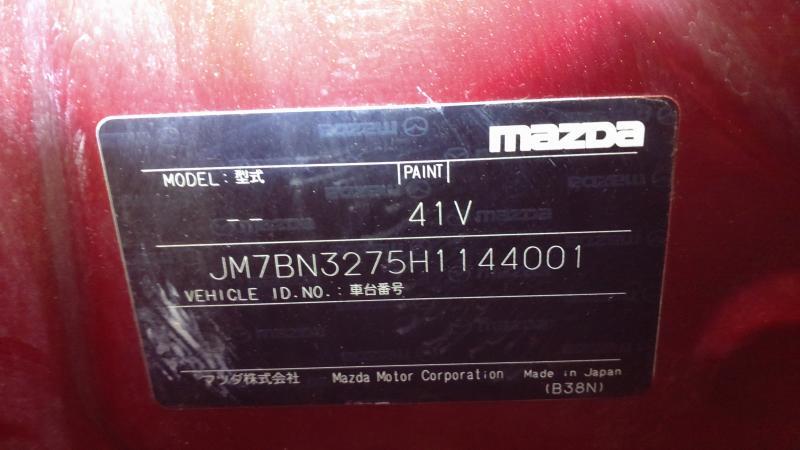 mazda
MODEL: 型式 PAINT
-- 41V
JM7BN3275H1144001
VEHICLE ID.NO.: 車台番号
マツダ株式会社 Mazda Motor Corporation Made in Japan
(B38N)